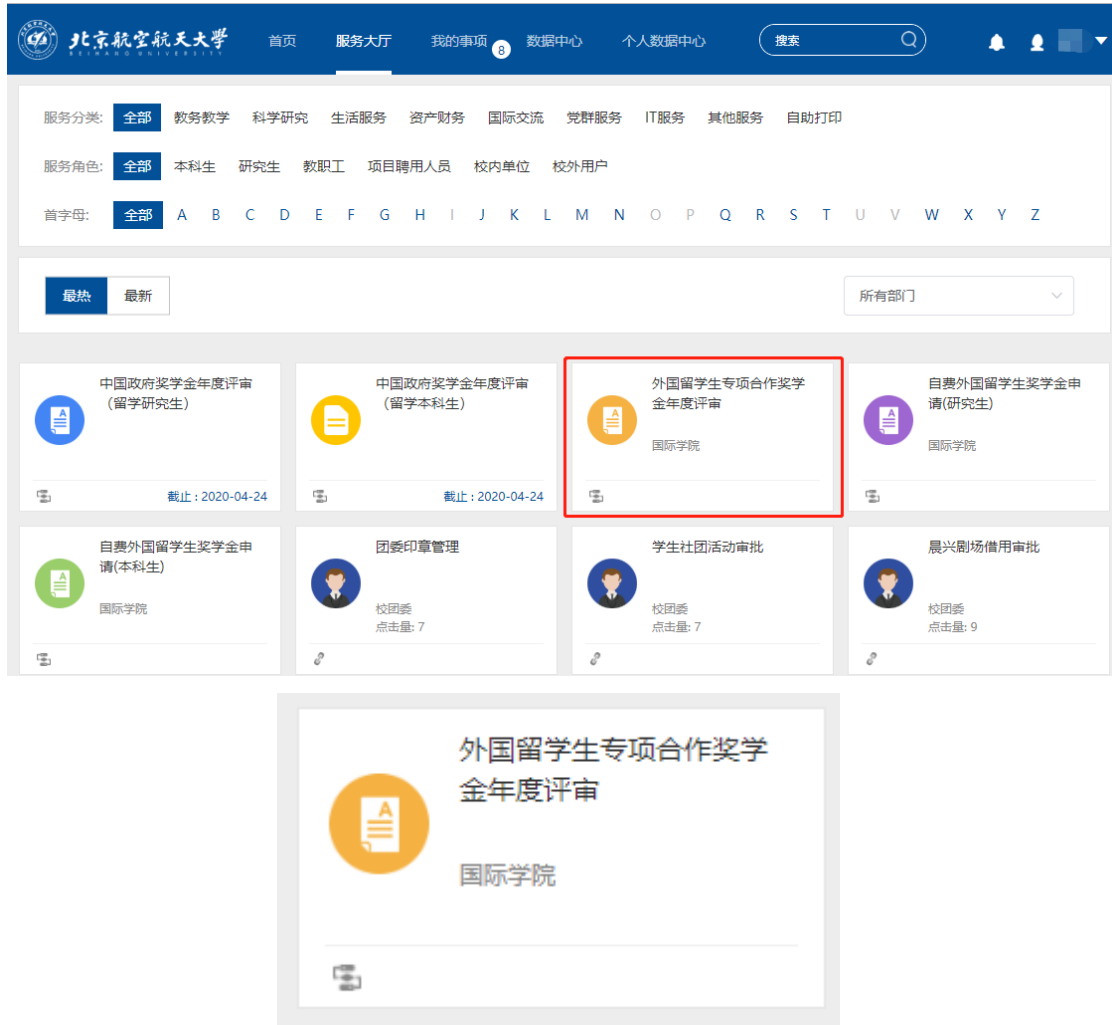 北京航空航天大學
BEIHANG UNIVERSITY
首页 服务大厅 我的事项 8 数据中心 个人数据中心 搜索
服务分类: 全部 教务教学 科学研究 生活服务 资产财务 国际交流 党群服务 IT服务 其他服务 自助打印
服务角色: 全部 本科生 研究生 教职工 项目聘用人员 校内单位 校外用户
首字母: 全部 A B C D E F G H I J K L M N O P Q R S T U V W X Y Z
最热 最新 所有部门
中国政府奖学金年度评审
（留学研究生）
截止 : 2020-04-24
中国政府奖学金年度评审
（留学本科生）
截止 : 2020-04-24
外国留学生专项合作奖学
金年度评审
国际学院
自费外国留学生奖学金申
请(研究生)
国际学院
自费外国留学生奖学金申
请(本科生)
国际学院
团委印章管理
校团委
点击量: 7
学生社团活动审批
校团委
点击量: 7
晨兴剧场借用审批
校团委
点击量: 9
外国留学生专项合作奖学
金年度评审
国际学院